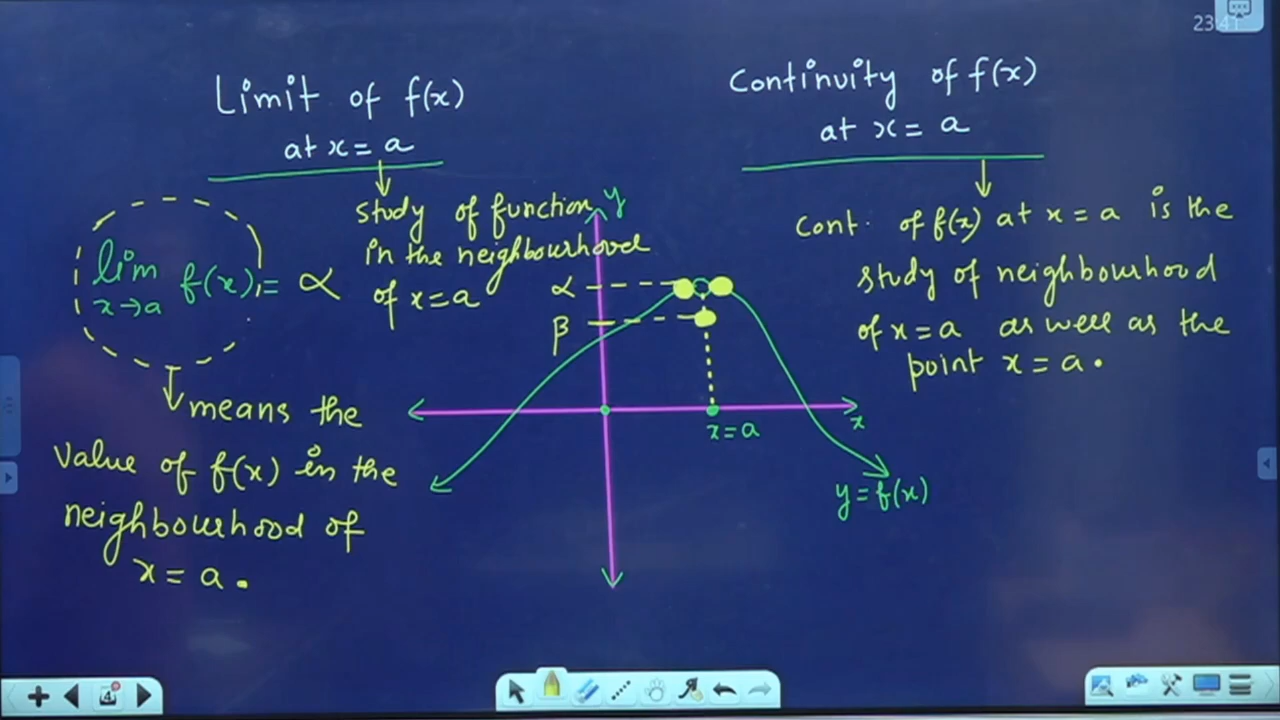 23:41
Limit of f(x)
at x = a
study of function
in the neighbourhood
of x = a
lim f(x) = α
x→a
means the
value of f(x) in the
neighbourhood of
x = a.
y
α
β
x = a
x
y = f(x)
Continuity of f(x)
at x = a
Cont. of f(x) at x = a is the
study of neighbourhood
of x = a as well as the
point x = a.
4